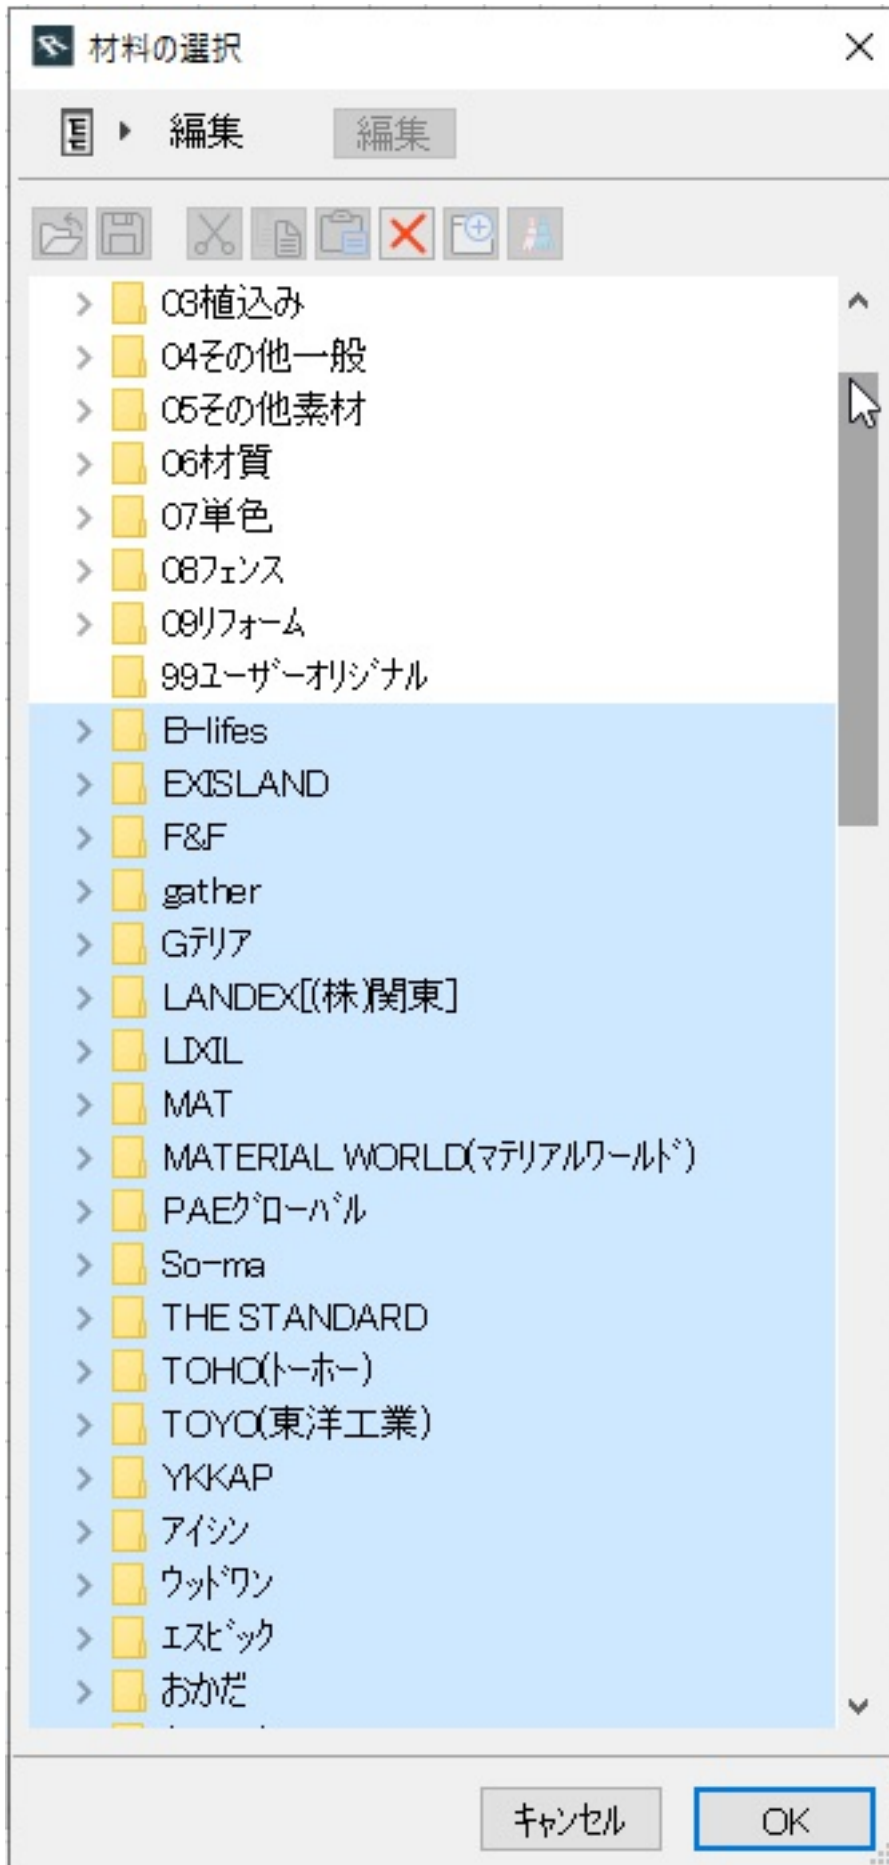 材料の選択
編集 編集
03植込み
04その他一般
05その他素材
06材質
07単色
08フェンス
09リフォーム
99ユーザーオリジナル
B-lifes
EXISLAND
F&F
gather
Gテリア
LANDEX[(株)関東]
LIXIL
MAT
MATERIAL WORLD(マテリアルワールド)
PAEグローバル
So-ma
THE STANDARD
TOHO(トーホー)
TOYO(東洋工業)
YKKAP
アイシン
ウッドワン
エスビック
おかだ
キャンセル OK